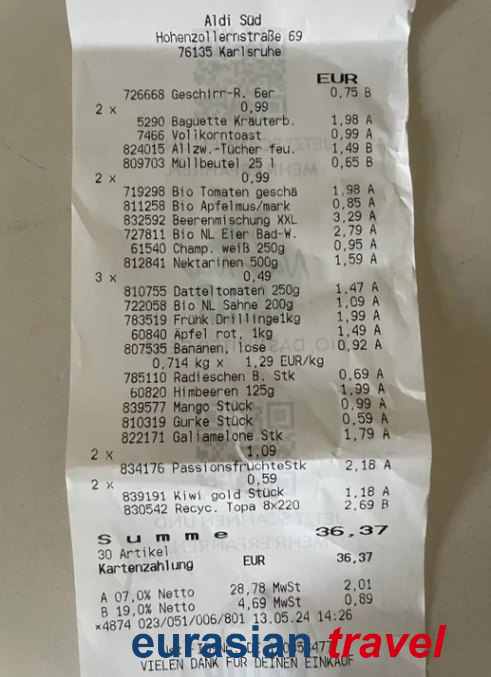 Aldi Süd
Hohenzollernstraße 69
76135 Karlsruhe
EUR
726668 Geschirr-R. 6er 0,75 B
2 x 0,99
5290 Baguette Kräuterb. 1,98 A
7466 Vollkorntoast 0,99 A
824015 Allzw.-Tücher feu. 1,49 B
809703 Müllbeutel 25 l 0,65 B
2 x 0,99
719298 Bio Tomaten geschä 1,98 A
811258 Bio Apfelmus/mark 0,85 A
832592 Beerenmischung XXL 3,29 A
727811 Bio NL Eier Bad-W. 2,79 A
61540 Champ. weiß 250g 0,95 A
812841 Nektarinen 500g 1,59 A
3 x 0,49
810755 Datteltomaten 250g 1,47 A
722058 Bio NL Sahne 200g 1,09 A
783519 Frühk.Drillinge1kg 1,99 A
60840 Apfel rot, 1kg 1,49 A
807535 Bananen, lose 0,92 A
0,714 kg x 1,29 EUR/kg
785110 Radieschen B. Stk 0,69 A
60820 Himbeeren 125g 1,99 A
839577 Mango Stück 0,99 A
810319 Gurke Stück 0,59 A
822171 Galiamelone Stk 1,79 A
2 x 1,09
834176 PassionsfrüchteStk 2,18 A
2 x 0,59
839191 Kiwi gold Stück 1,18 A
830542 Recyc. Topa 8x220 2,69 B
Summe 36,37
30 Artikel
Kartenzahlung EUR 36,37
A 07,0% Netto 28,78 MwSt 2,01
B 19,0% Netto 4,69 MwSt 0,89
*4874 023/051/006/801 13.05.24 14:26
eurasian travel
VIELEN DANK FÜR DEINEN EINKAUF